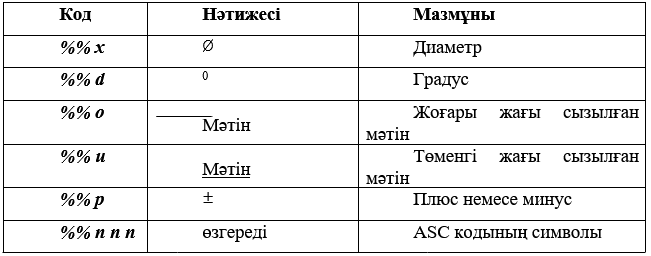 Код Нәтижесі Мазмұны
%% x Ø Диаметр
%% d 0 Градус
%% o Мәтін Жоғары жағы сызылған
мәтін
%% u Мәтін Төменгі жағы сызылған
мәтін
%% p ± Плюс немесе минус
%% n n n өзгереді ASC кодының символы